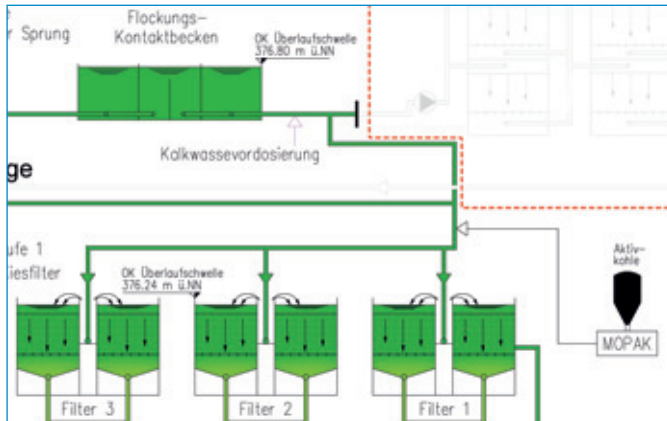 e
r Sprung
Flockungs-
Kontaktbecken
OK Überlaufschwelle
376.80 m ü.NN
Kalkwassevordosierung
ge
ufe 1
iesfilter
OK Überlaufschwelle
376.24 m ü.NN
Aktiv-
kohle
MOPAK
Filter 3
Filter 2
Filter 1